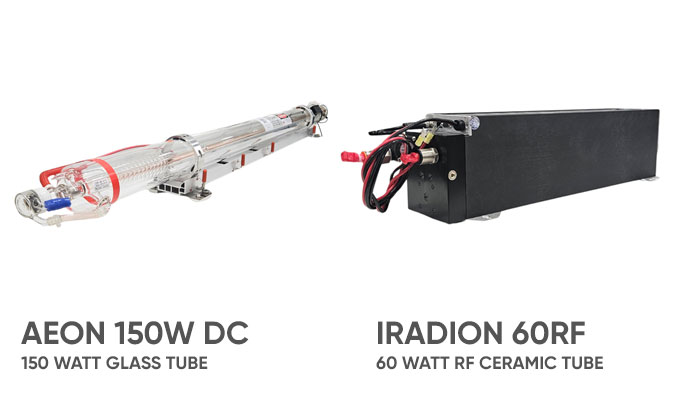 AEON 150W DC
150 WATT GLASS TUBE
IRADION 60RF
60 WATT RF CERAMIC TUBE